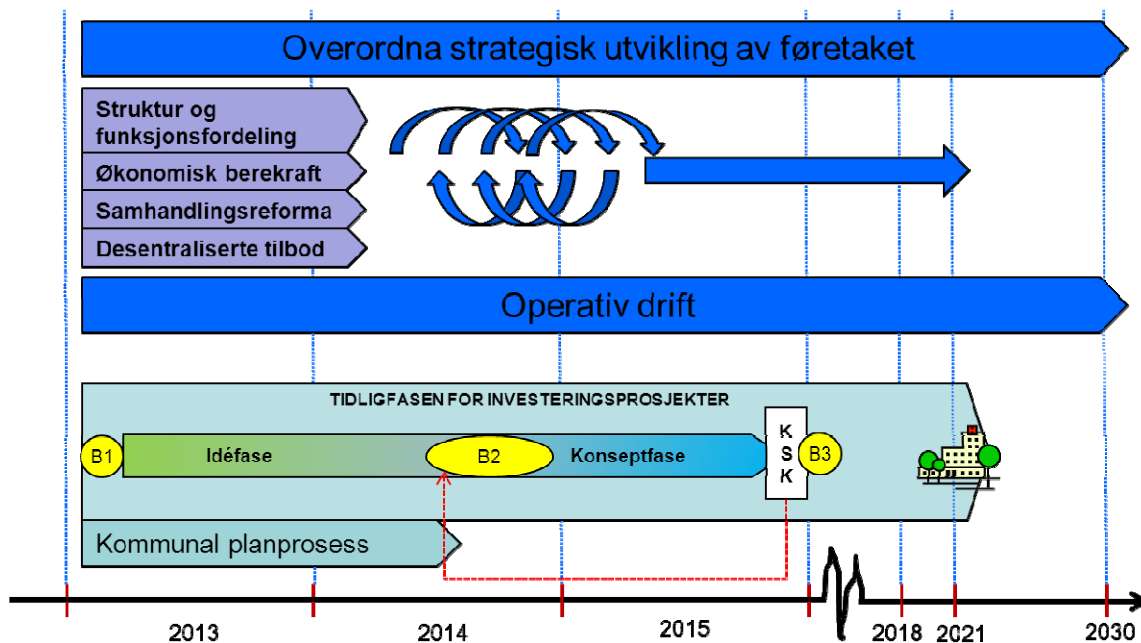 Overordna strategisk utvikling av føretaket
Struktur og
funksjonsfordeling
Økonomisk berekraft
Samhandlingsreforma
Desentraliserte tilbod
Operativ drift
TIDLIGFASEN FOR INVESTERINGSPROSJEKTER
B1
Idéfase
B2
Konseptfase
K
S
K
B3
H
Kommunal planprosess
2013
2014
2015
2018
2021
2030